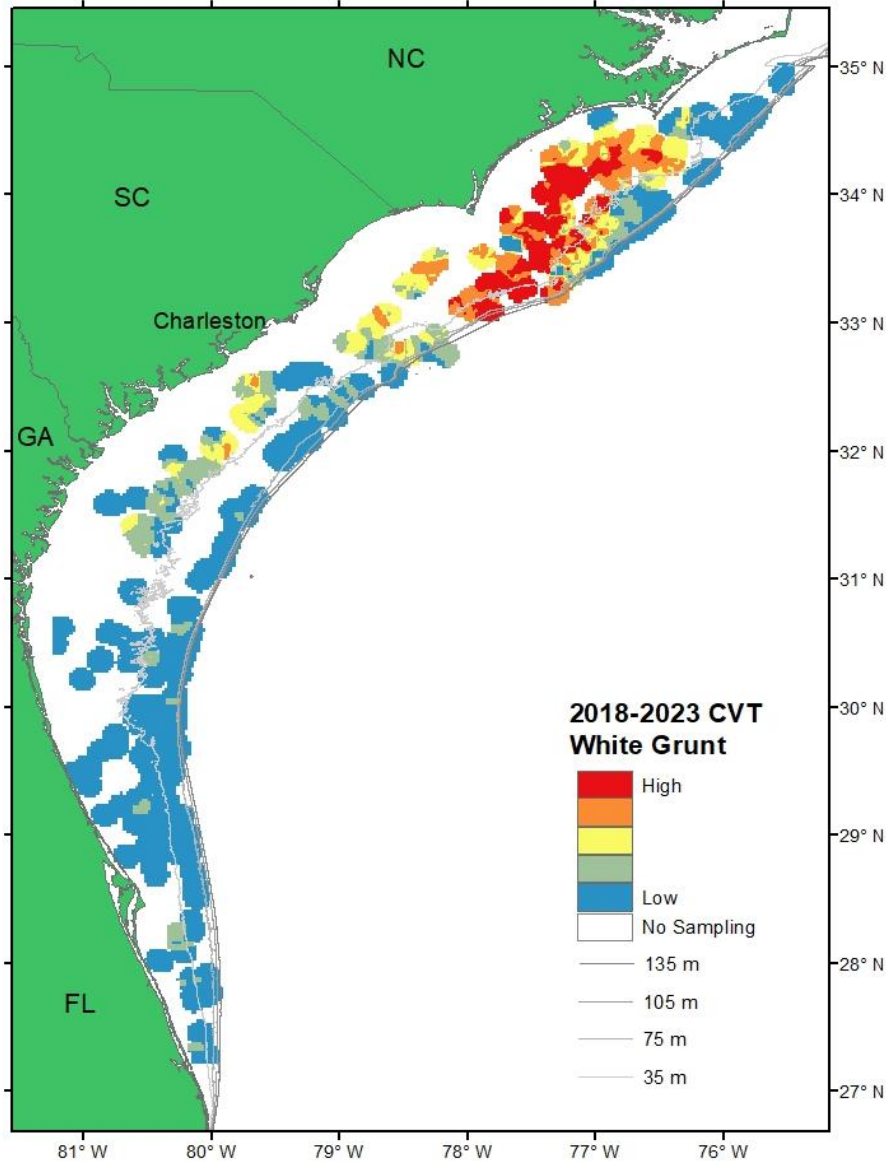 NC
35° N
SC
34° N
Charleston
33° N
GA
32° N
31° N
30° N
2018-2023 CVT
White Grunt
High
Low
No Sampling
135 m
105 m
75 m
35 m
29° N
28° N
FL
27° N
81° W
80° W
79° W
78° W
77° W
76° W